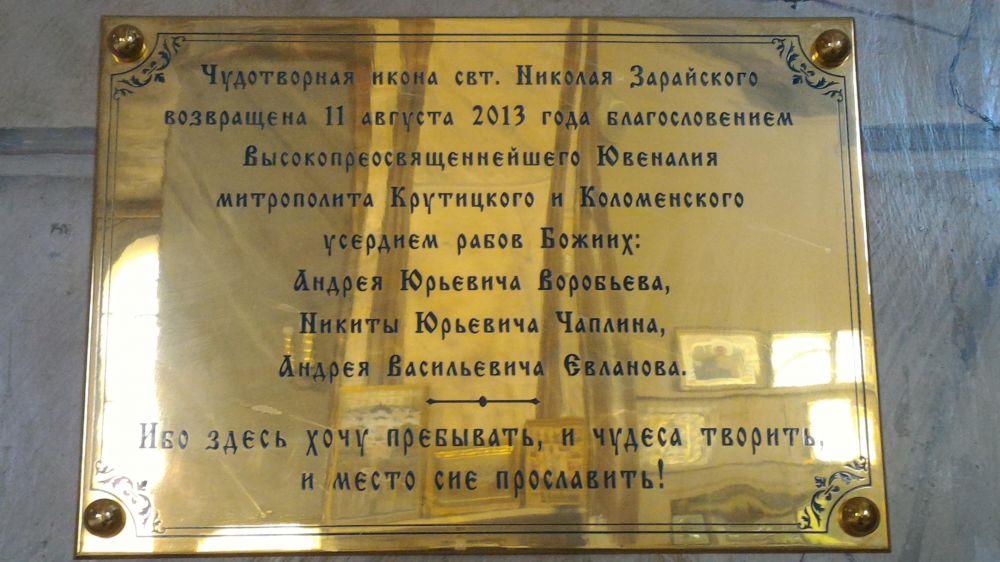 Чудотворная икона свт. Николая Зарайского
возвращена 11 августа 2013 года благословением
Высокопреосвященнейшего Ювеналия
митрополита Крутицкого и Коломенского
усердием рабов Божиих:
Андрея Юрьевича Воробьева,
Никиты Юрьевича Чаплина,
Андрея Васильевича Євланова.
Ибо здесь хочу пребывать, и чудеса творить,
и место сие прославить!